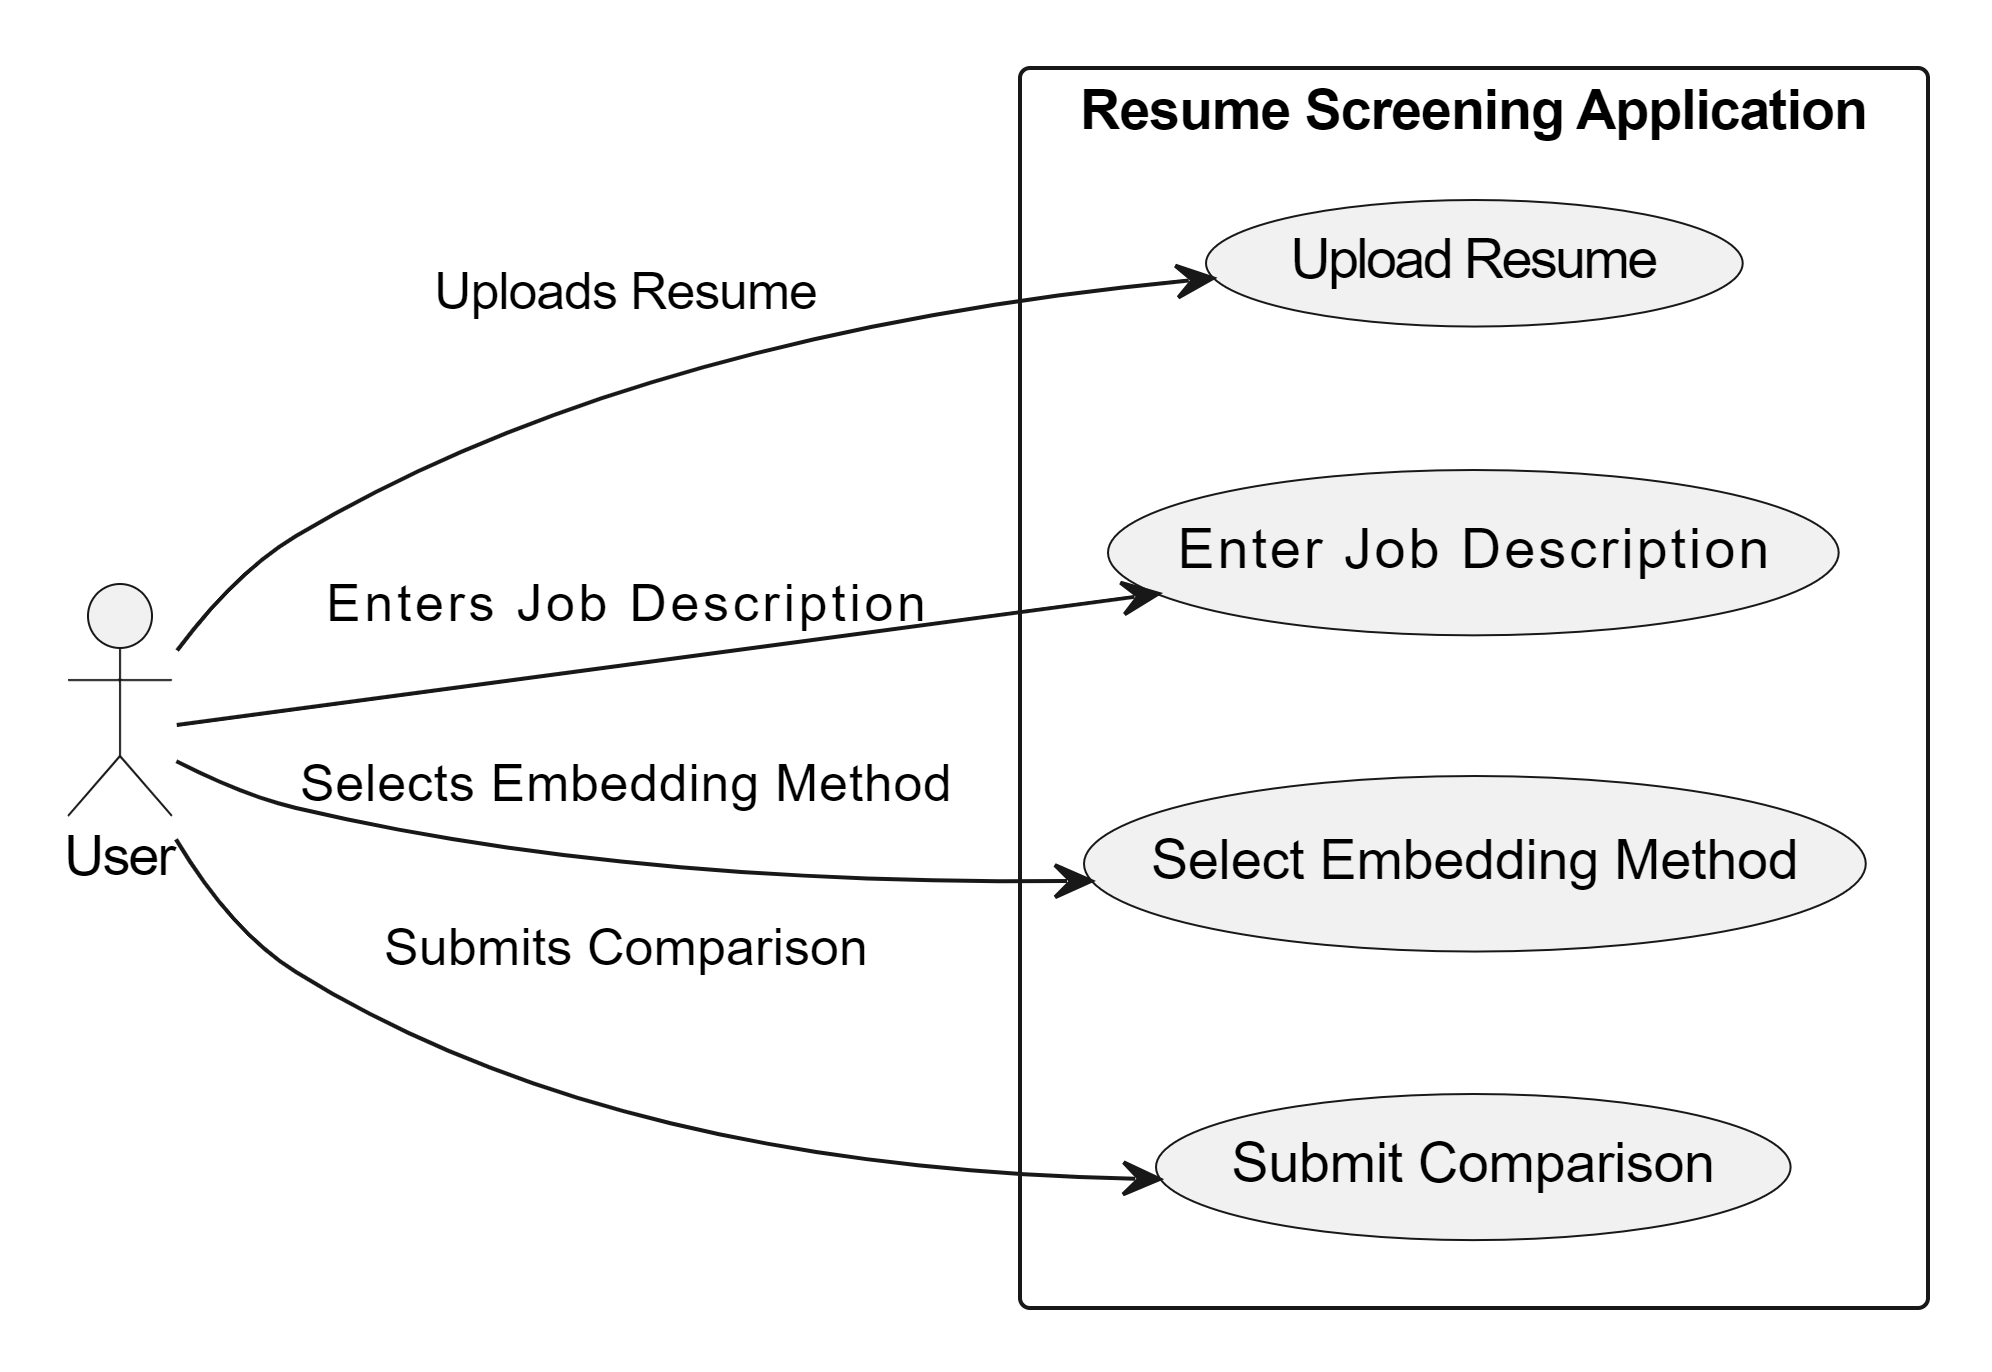 Resume Screening Application
Uploads Resume
Upload Resume
Enters Job Description
Enter Job Description
Selects Embedding Method
Select Embedding Method
User
Submits Comparison
Submit Comparison